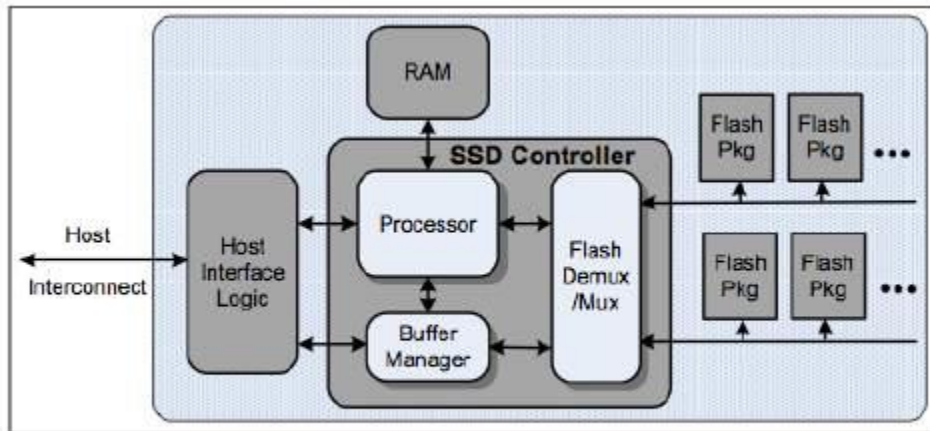 RAM
SSD Controller
Flash
Pkg
Flash
Pkg
Processor
Host
Interconnect
Host
Interface
Logic
Flash
Demux
/Mux
Flash
Pkg
Flash
Pkg
Buffer
Manager